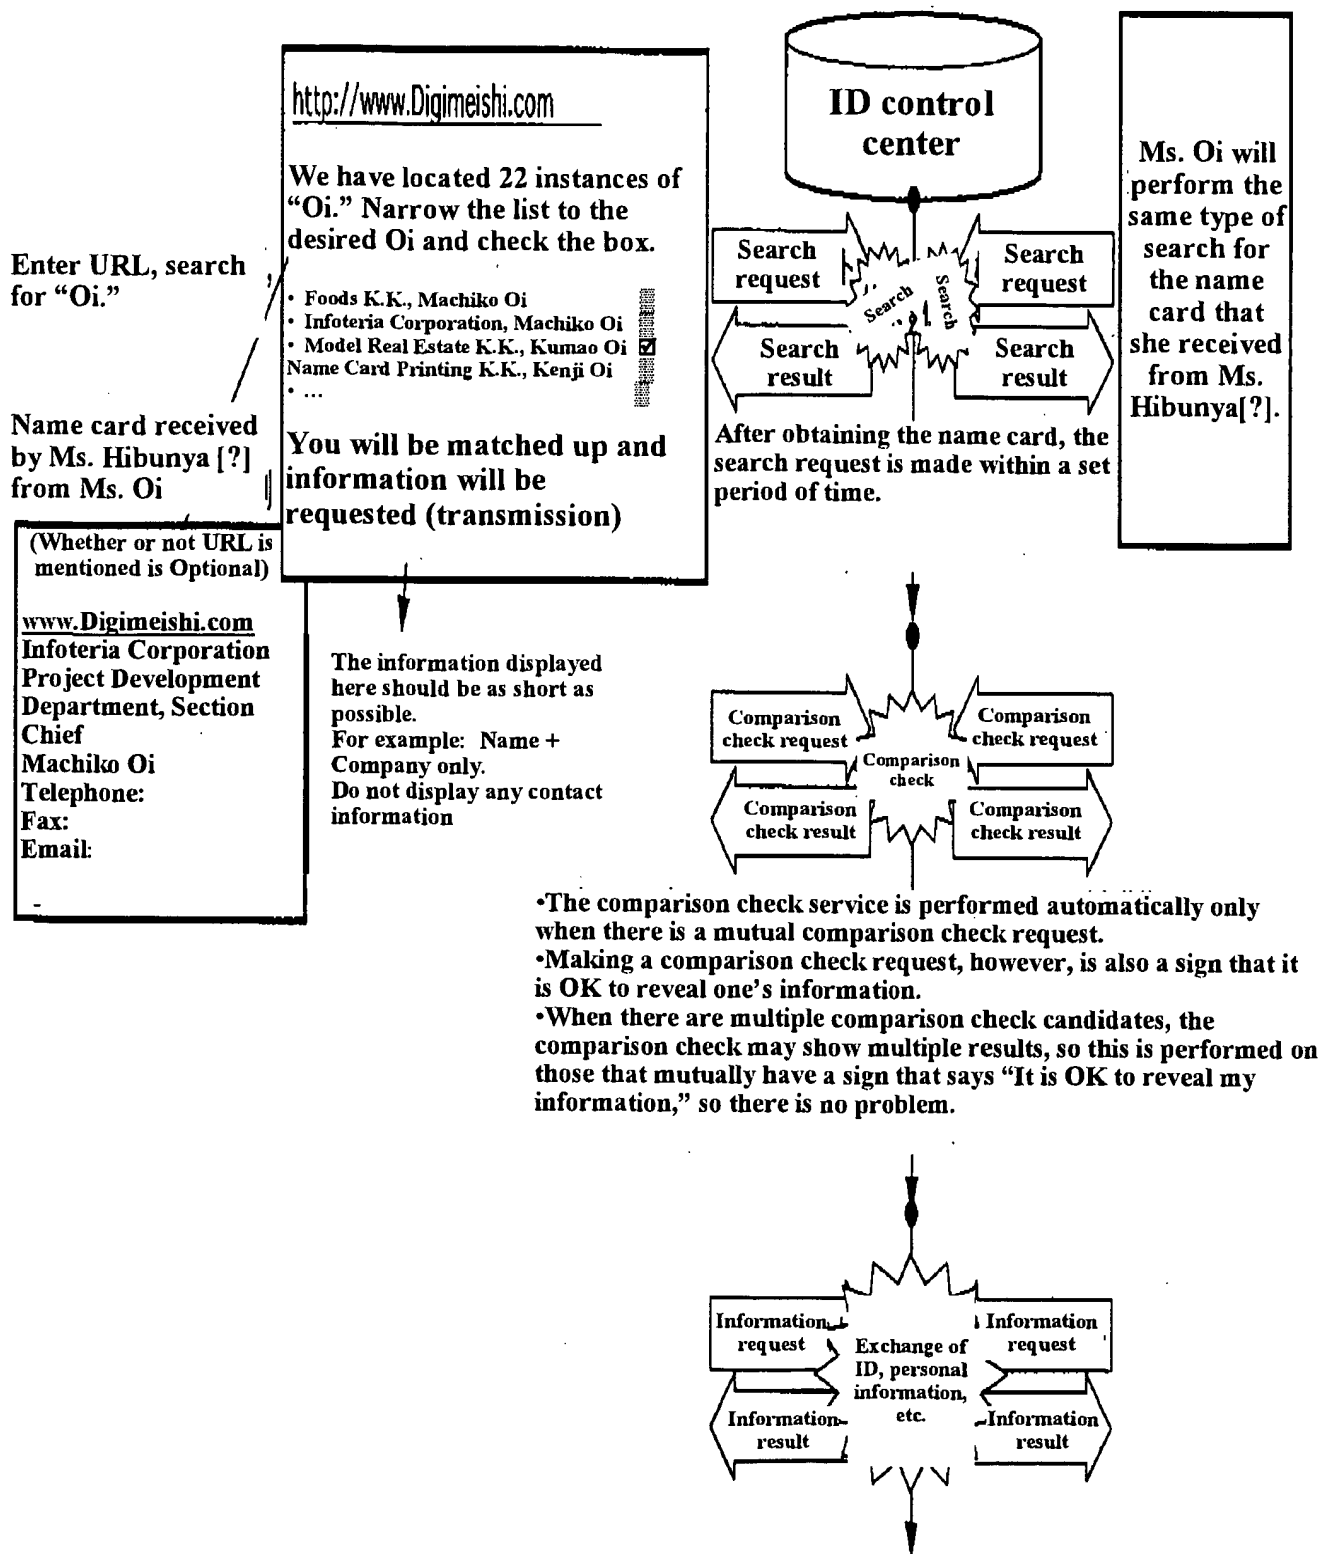 Enter URL, search
for “Oi.”
Name card received
by Ms. Hibunya [?]
from Ms. Oi
(Whether or not URL is
mentioned is Optional)
www.Digimeishi.com
Infoteria Corporation
Project Development
Department, Section
Chief
Machiko Oi
Telephone:
Fax:
Email:
http://www.Digimeishi.com
We have located 22 instances of
“Oi.” Narrow the list to the
desired Oi and check the box.
• Foods K.K., Machiko Oi
• Infoteria Corporation, Machiko Oi
• Model Real Estate K.K., Kumao Oi
Name Card Printing K.K., Kenji Oi
• ...
You will be matched up and
information will be
requested (transmission)
The information displayed
here should be as short as
possible.
For example: Name +
Company only.
Do not display any contact
information
ID control
center
Search
request
Search
request
Search
Search
Search
result
Search
result
After obtaining the name card, the
search request is made within a set
period of time.
Ms. Oi will
perform the
same type of
search for
the name
card that
she received
from Ms.
Hibunya[?].
Comparison
check request
Comparison
check request
Comparison
check
Comparison
check result
Comparison
check result
•The comparison check service is performed automatically only
when there is a mutual comparison check request.
•Making a comparison check request, however, is also a sign that it
is OK to reveal one’s information.
•When there are multiple comparison check candidates, the
comparison check may show multiple results, so this is performed on
those that mutually have a sign that says “It is OK to reveal my
information,” so there is no problem.
Information
request
Information
request
Exchange of
ID, personal
information,
etc.
Information
result
Information
result